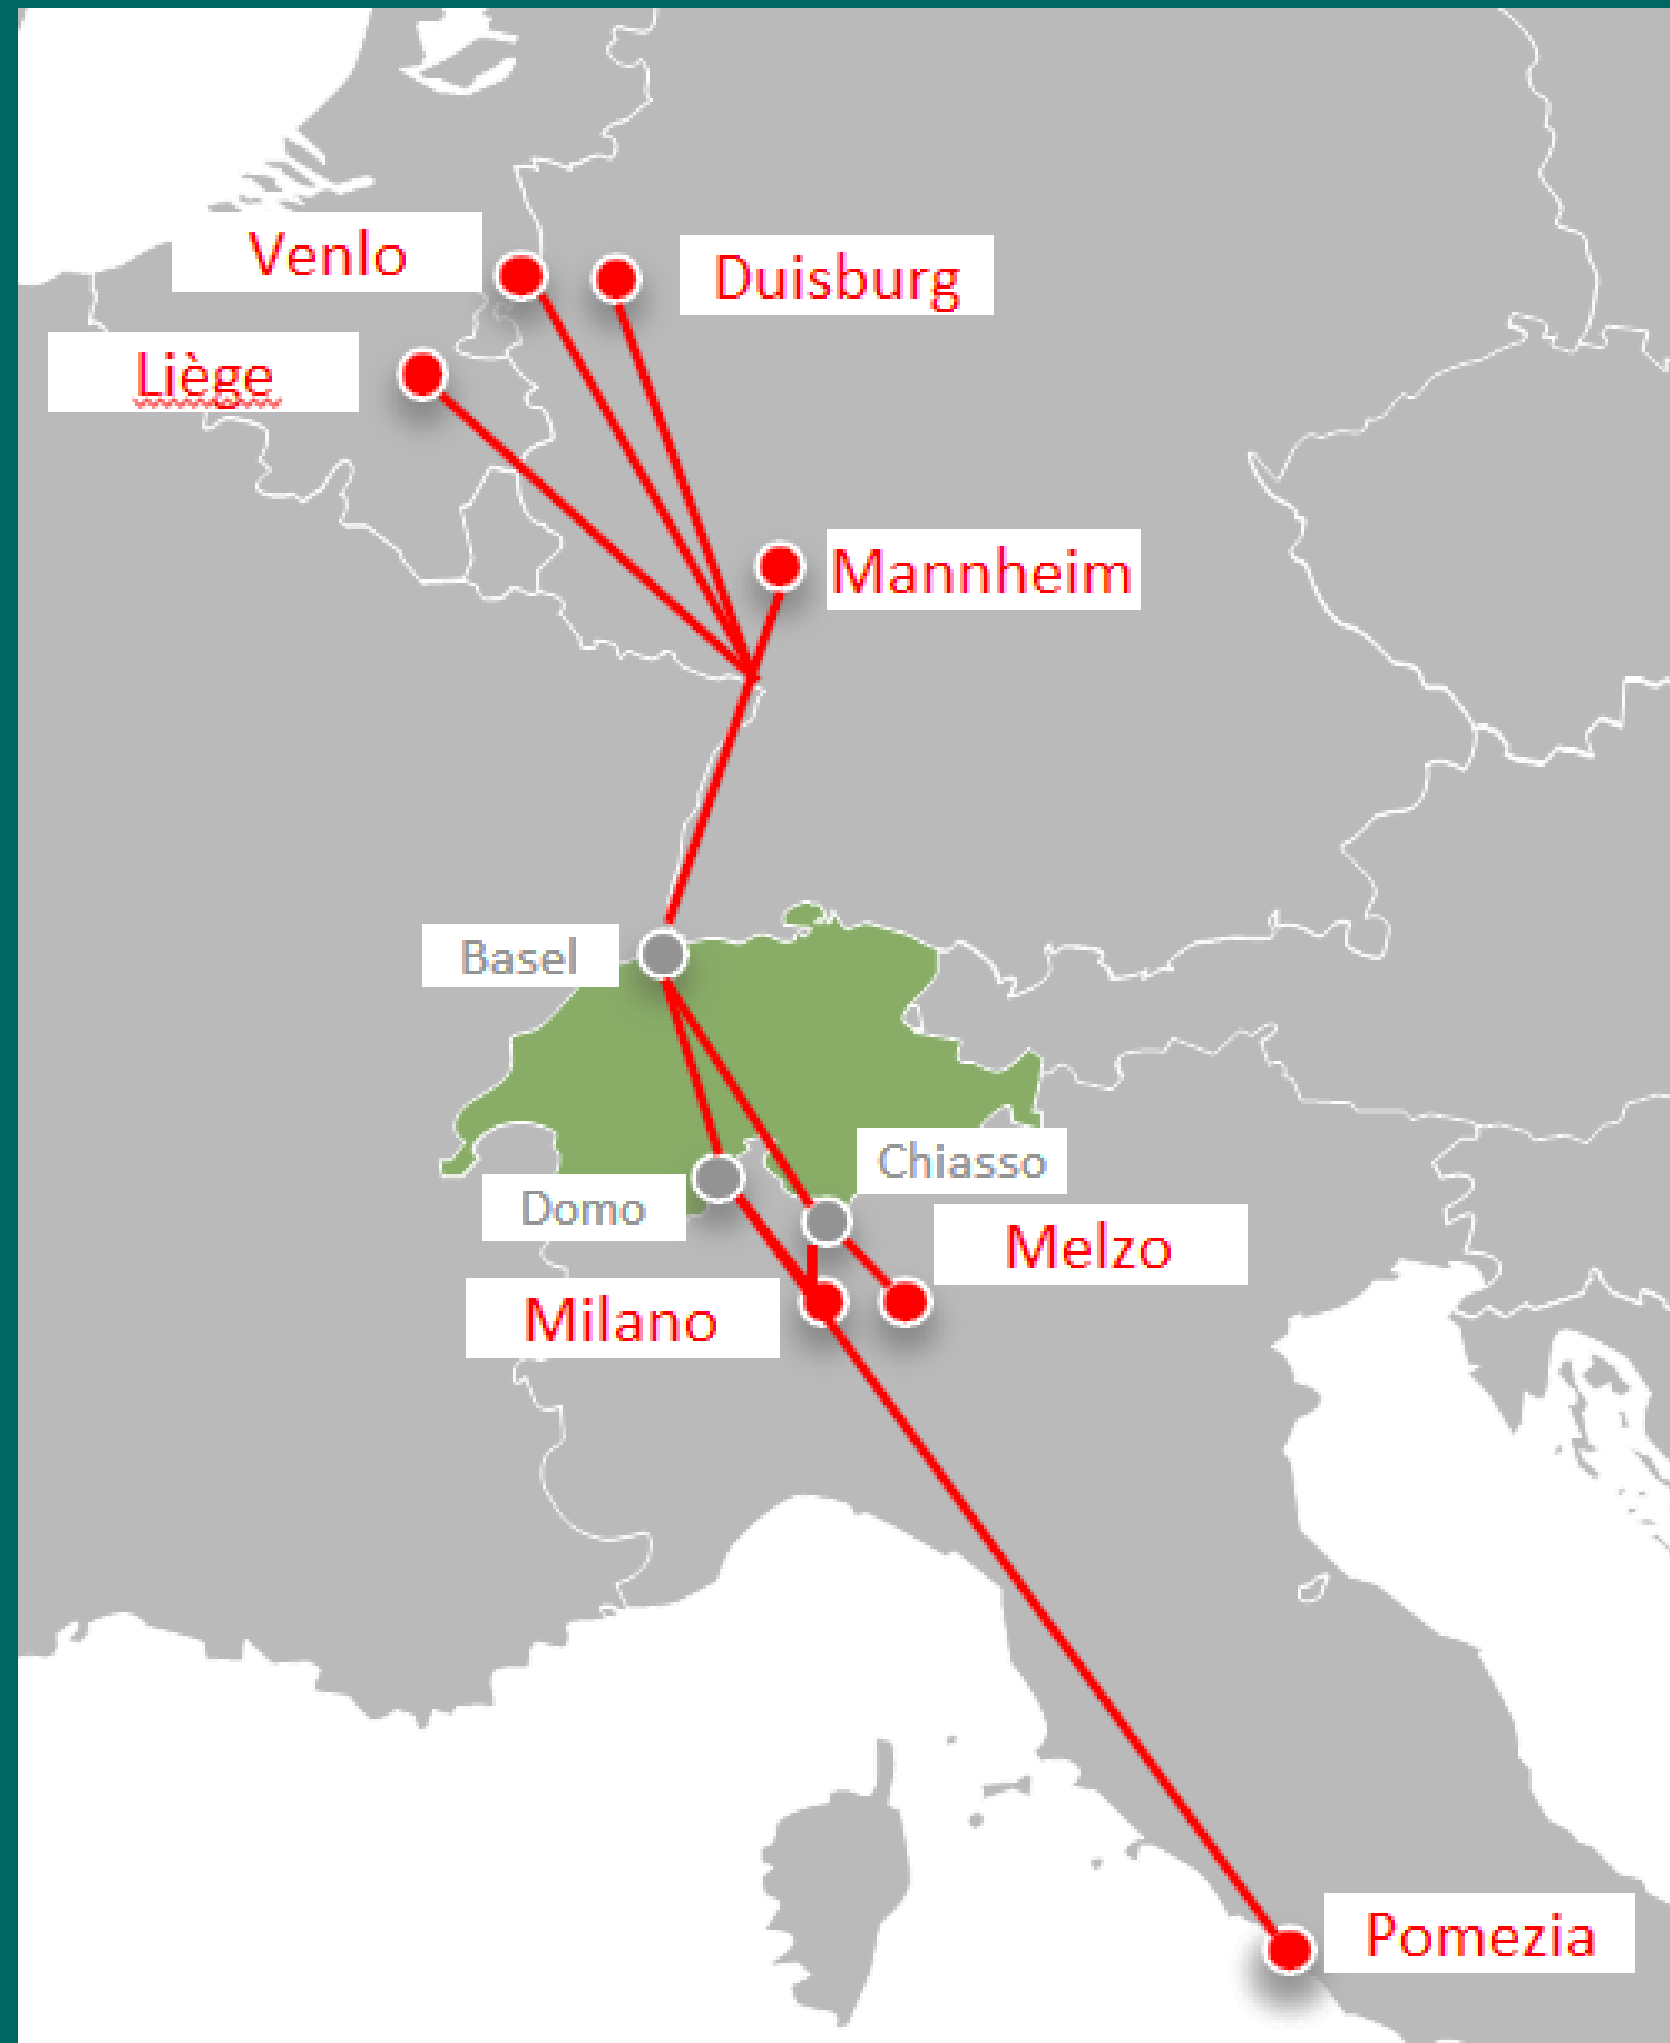 Venlo
Duisburg
Liège
Mannheim
Basel
Chiasso
Domo
Melzo
Milano
Pomezia